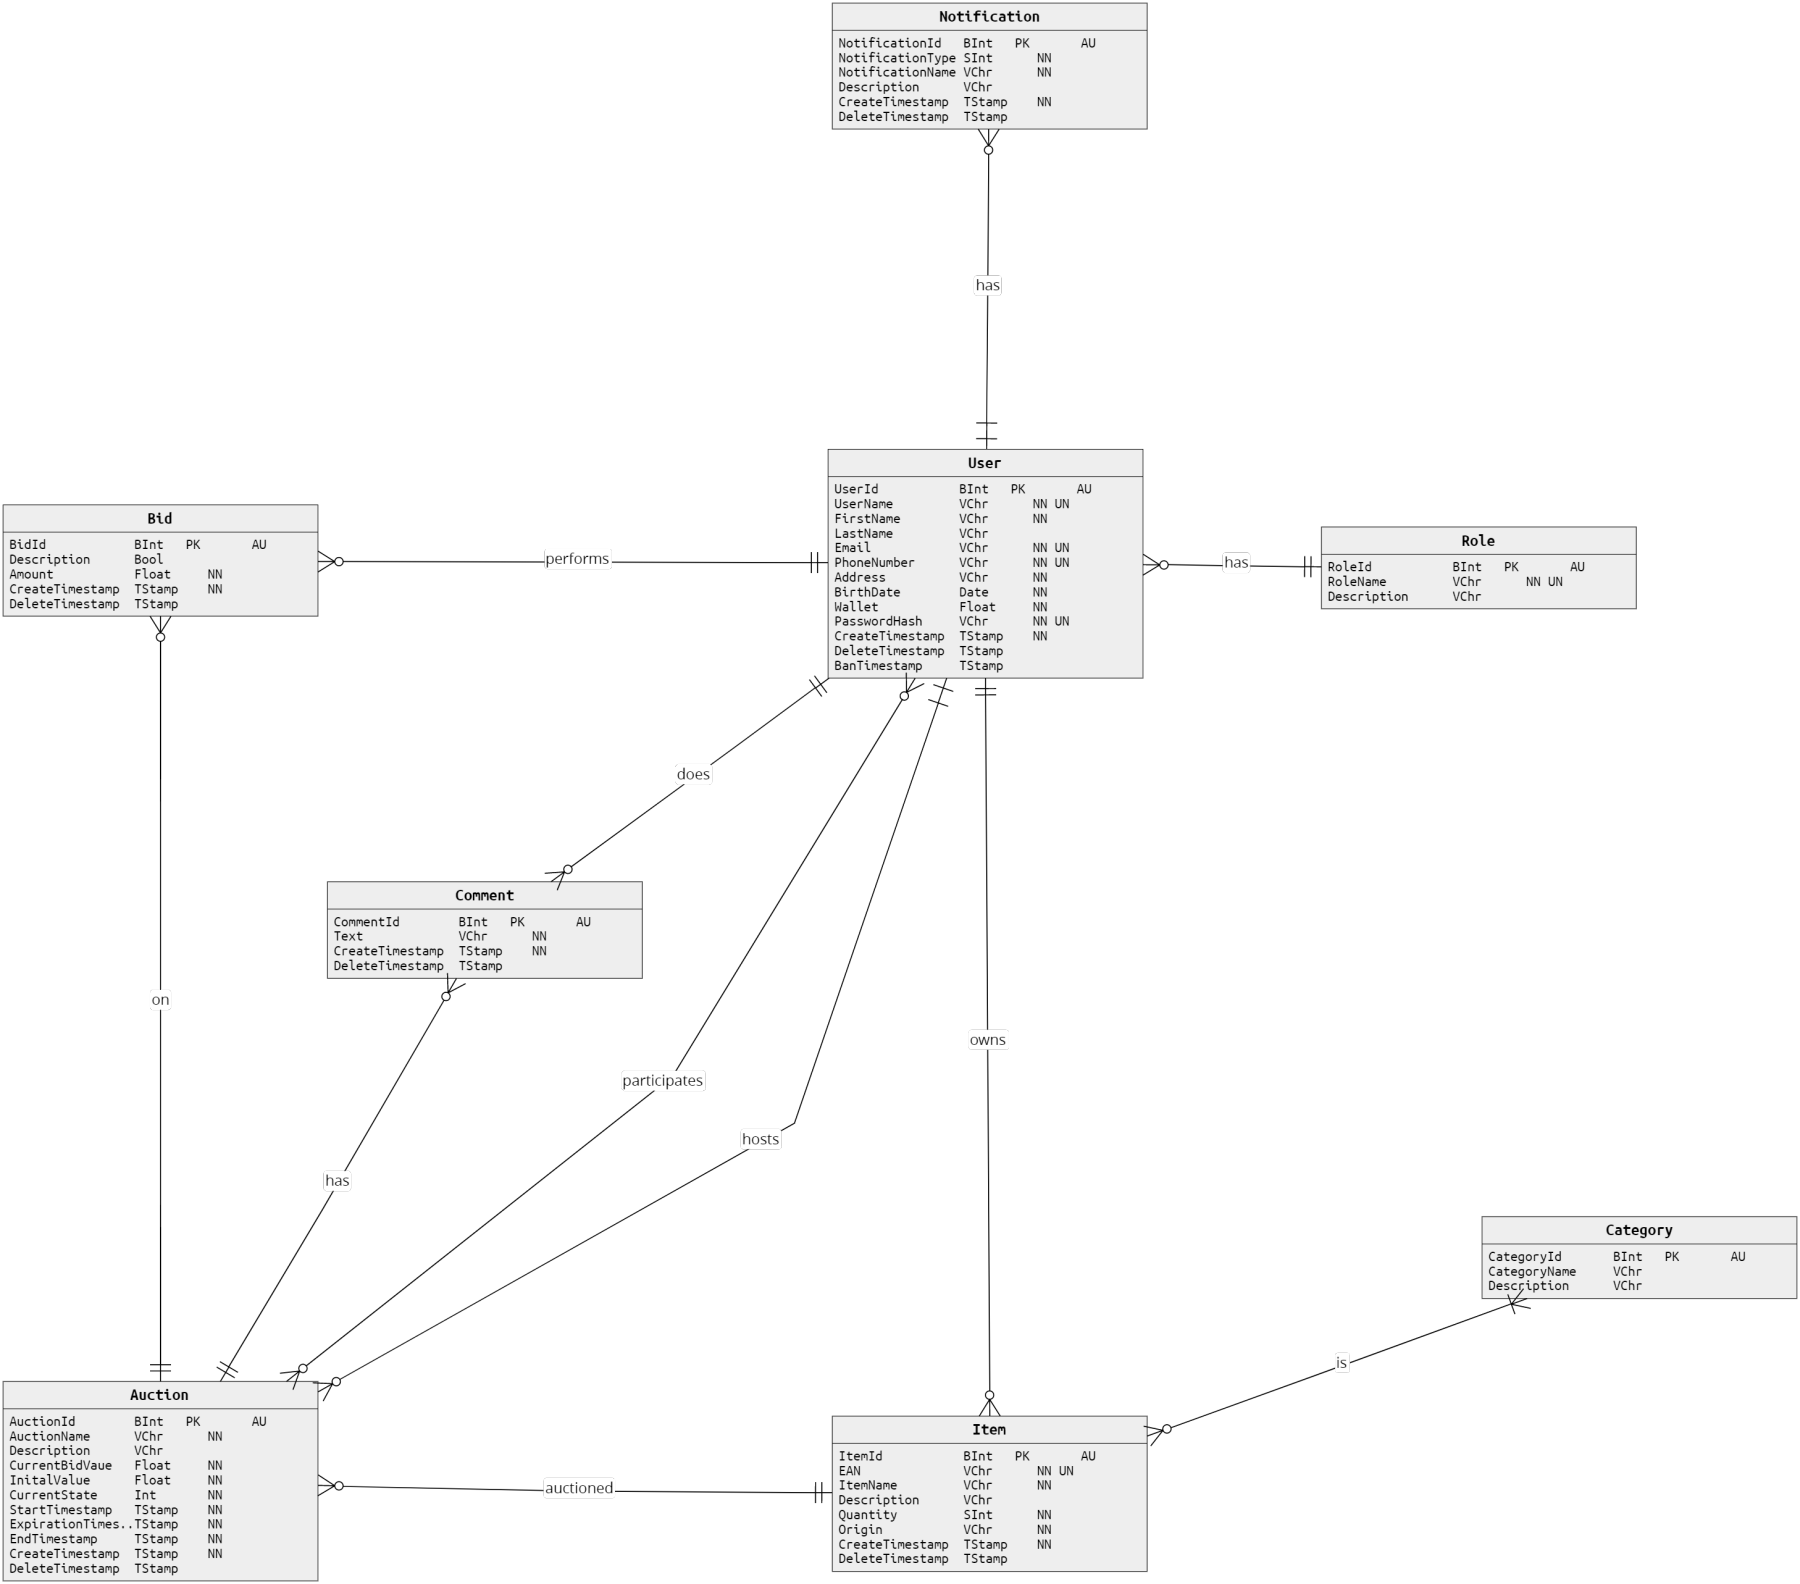 Notification
NotificationId BInt PK AU
NotificationType SInt NN
NotificationName VChr NN
Description VChr
CreateTimestamp TStamp NN
DeleteTimestamp TStamp
has
User
UserId BInt PK AU
UserName VChr NN UN
FirstName VChr NN
LastName VChr
Email VChr NN UN
PhoneNumber VChr NN UN
Address VChr NN
BirthDate Date NN
Wallet Float NN
PasswordHash VChr NN UN
CreateTimestamp TStamp NN
DeleteTimestamp TStamp
BanTimestamp TStamp
Bid
BidId BInt PK AU
Description Bool
Amount Float NN
CreateTimestamp TStamp NN
DeleteTimestamp TStamp
performs
has
Role
RoleId BInt PK AU
RoleName VChr NN UN
Description VChr
does
Comment
CommentId BInt PK AU
Text VChr NN
CreateTimestamp TStamp NN
DeleteTimestamp TStamp
on
owns
participates
hosts
has
Category
CategoryId BInt PK AU
CategoryName VChr
Description VChr
is
Auction
AuctionId BInt PK AU
AuctionName VChr NN
Description VChr
CurrentBidVaue Float NN
InitalValue Float NN
CurrentState Int NN
StartTimestamp TStamp NN
ExpirationTimes..TStamp NN
EndTimestamp TStamp NN
CreateTimestamp TStamp NN
DeleteTimestamp TStamp
auctioned
Item
ItemId BInt PK AU
EAN VChr NN UN
ItemName VChr NN
Description VChr
Quantity SInt NN
Origin VChr NN
CreateTimestamp TStamp NN
DeleteTimestamp TStamp